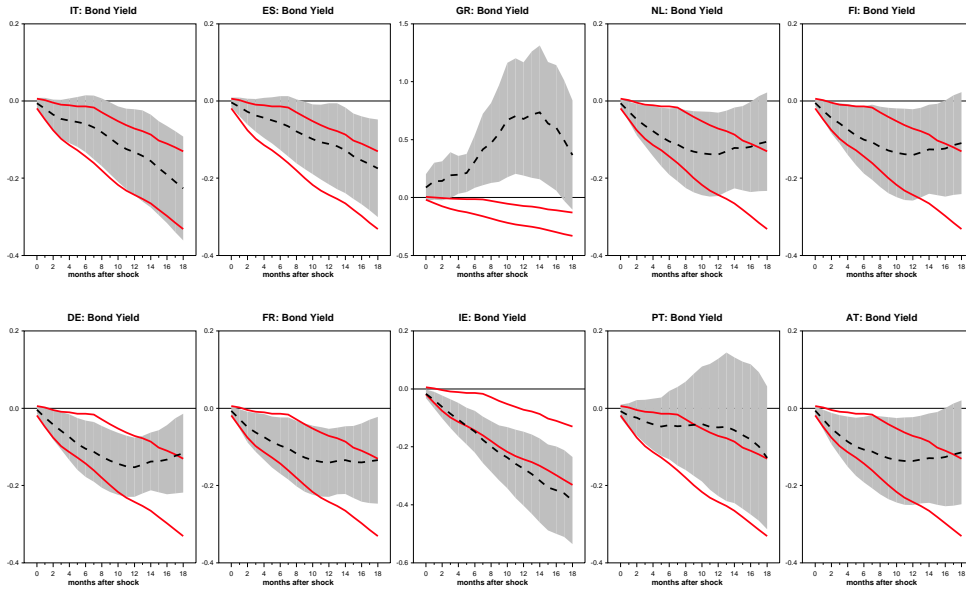 IT: Bond Yield
ES: Bond Yield
GR: Bond Yield
NL: Bond Yield
FI: Bond Yield
0.2
0.0
-0.2
-0.4
0 2 4 6 8 10 12 14 16 18
months after shock
0.2
0.0
-0.2
-0.4
0 2 4 6 8 10 12 14 16 18
months after shock
1.5
1.0
0.5
0.0
-0.5
0 2 4 6 8 10 12 14 16 18
months after shock
0.2
0.0
-0.2
-0.4
0 2 4 6 8 10 12 14 16 18
months after shock
0.2
0.0
-0.2
-0.4
0 2 4 6 8 10 12 14 16 18
months after shock
DE: Bond Yield
FR: Bond Yield
IE: Bond Yield
PT: Bond Yield
AT: Bond Yield
0.2
0.0
-0.2
-0.4
0 2 4 6 8 10 12 14 16 18
months after shock
0.2
0.0
-0.2
-0.4
0 2 4 6 8 10 12 14 16 18
months after shock
0.2
0.0
-0.2
-0.4
-0.6
0 2 4 6 8 10 12 14 16 18
months after shock
0.2
0.0
-0.2
-0.4
0 2 4 6 8 10 12 14 16 18
months after shock
0.2
0.0
-0.2
-0.4
0 2 4 6 8 10 12 14 16 18
months after shock